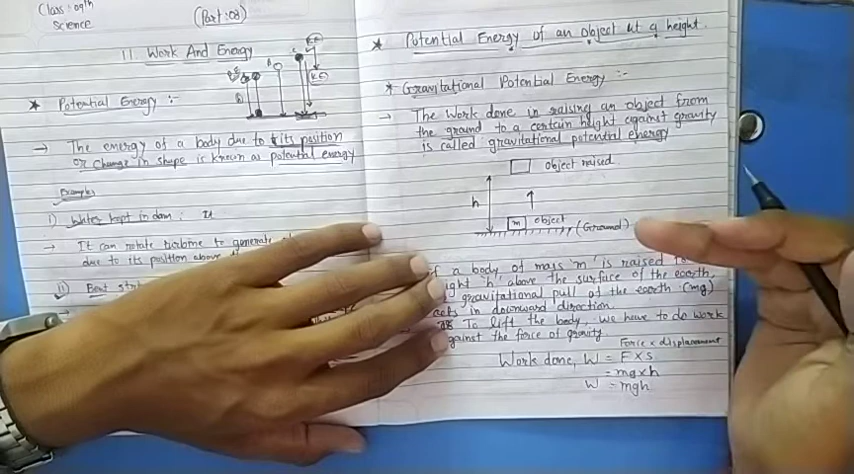 Class: 09th
Science
(Part: 08)
11. Work And Energy
* Potential Energy :-
→ The energy of a body due to its position
or change in shape is known as potential energy
Examples
i) Water kept in dam:
→ It can rotate turbine to generate
due to its position above
ii) Bent
* Potential Energy of an object at a height.
* Gravitational Potential Energy :-
→ The work done in raising an object from
the ground to a certain height against gravity
is called gravitational potential energy
object raised
h
m object (Ground)
a body of mass 'm' is raised to
'h' above the surface of the earth,
gravitational pull of the earth (mg)
acts in downward direction.
To lift the body, we have to do work
against the force of gravity
Force × displacement
Work done, W = F × S
= mg × h
W = mgh